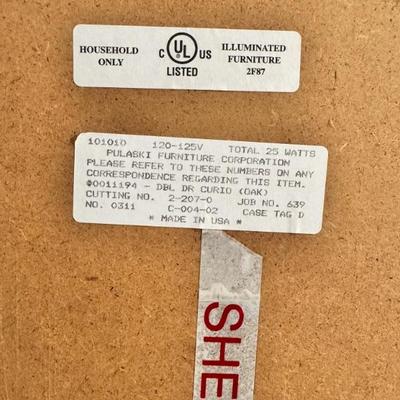 HOUSEHOLD ONLY
C UL US
LISTED
ILLUMINATED FURNITURE 2F87
101010 120-125V TOTAL 25 WATTS
PULASKI FURNITURE CORPORATION
PLEASE REFER TO THESE NUMBERS ON ANY
CORRESPONDENCE REGARDING THIS ITEM.
@0011194 - DBL DR CURIO (OAK)
CUTTING NO. 2-207-0 JOB NO. 639
NO. 0311 C-004-02 CASE TAG D
* MADE IN USA *
SHE